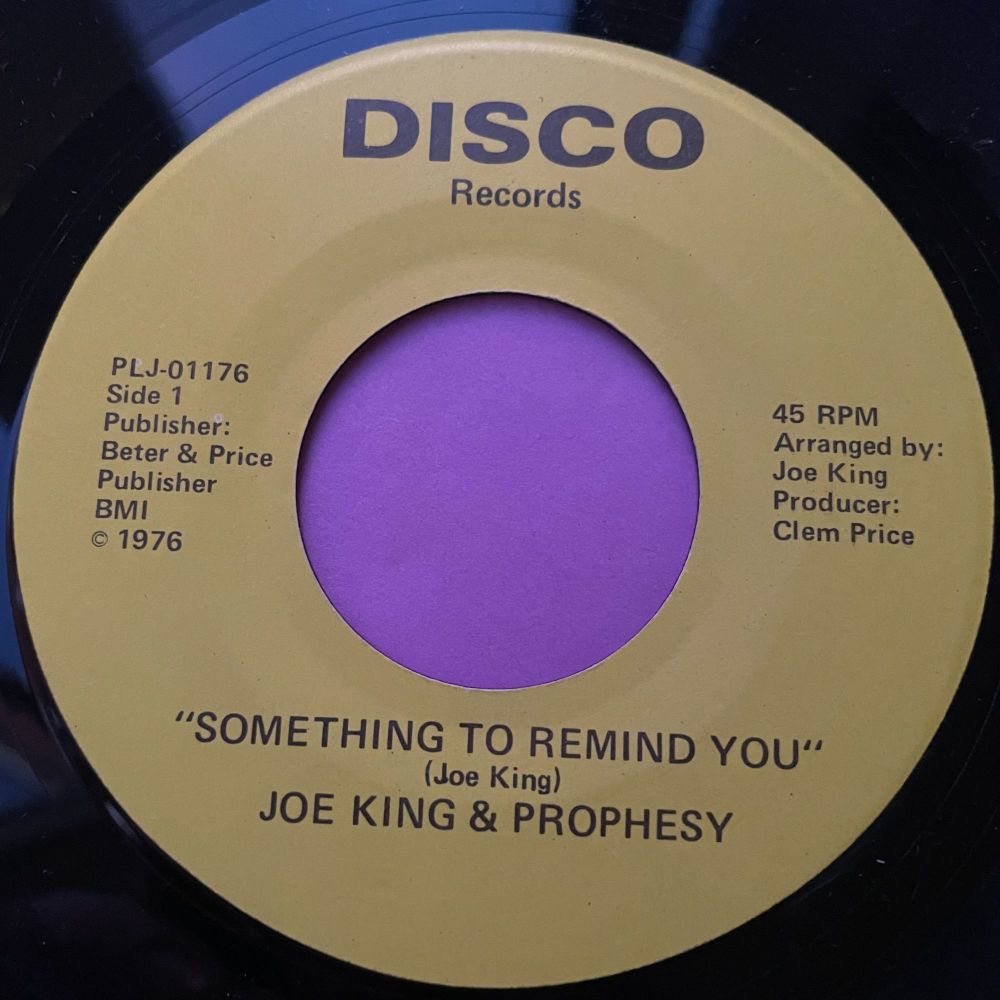 DISCO
Records
PLJ-01176
Side 1
Publisher:
Beter & Price
Publisher
BMI
© 1976
45 RPM
Arranged by:
Joe King
Producer:
Clem Price
"SOMETHING TO REMIND YOU"
(Joe King)
JOE KING & PROPHESY